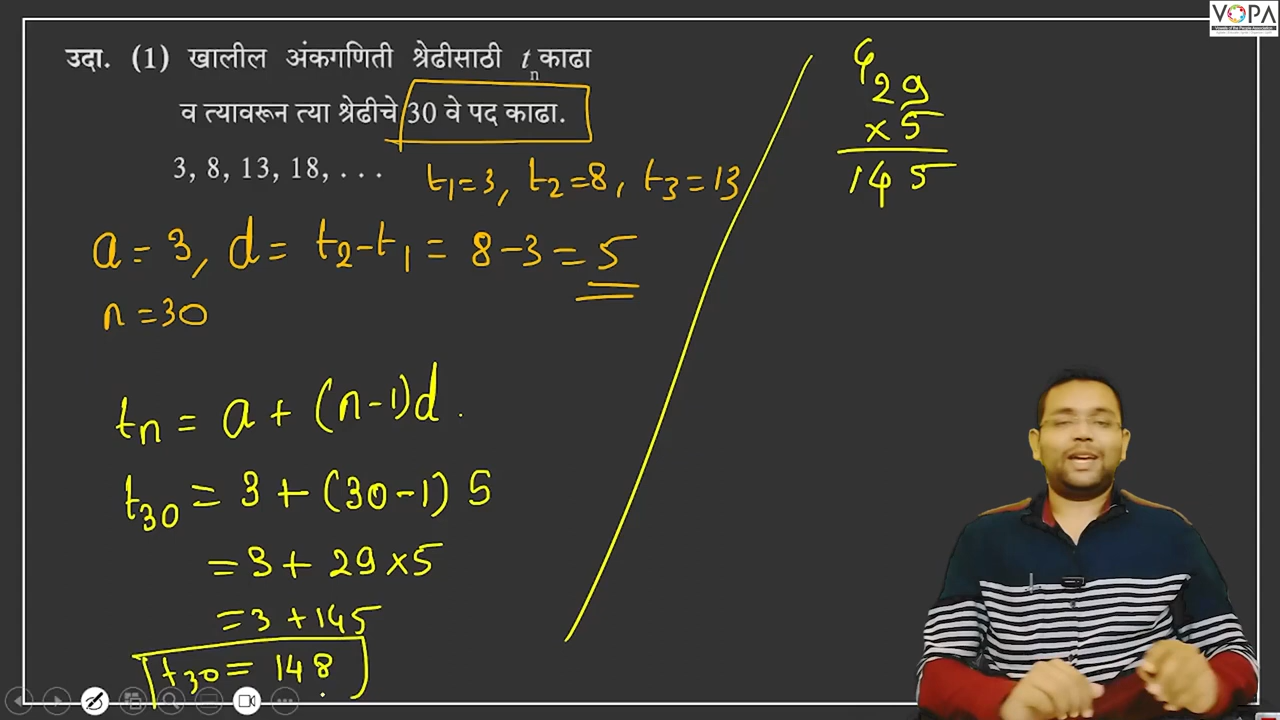 उदा. (1) खालील अंकगणिती श्रेढीसाठी tn काढा
व त्यावरून त्या श्रेढीचे 30 वे पद काढा.
3, 8, 13, 18, . . .
t1=3, t2=8, t3=13
a = 3, d = t2-t1 = 8-3 = 5
n = 30
tn = a + (n-1)d .
t30 = 3 + (30-1) 5
= 3 + 29×5
= 3 + 145
t30 = 148
4
29
×5
145
VOPA